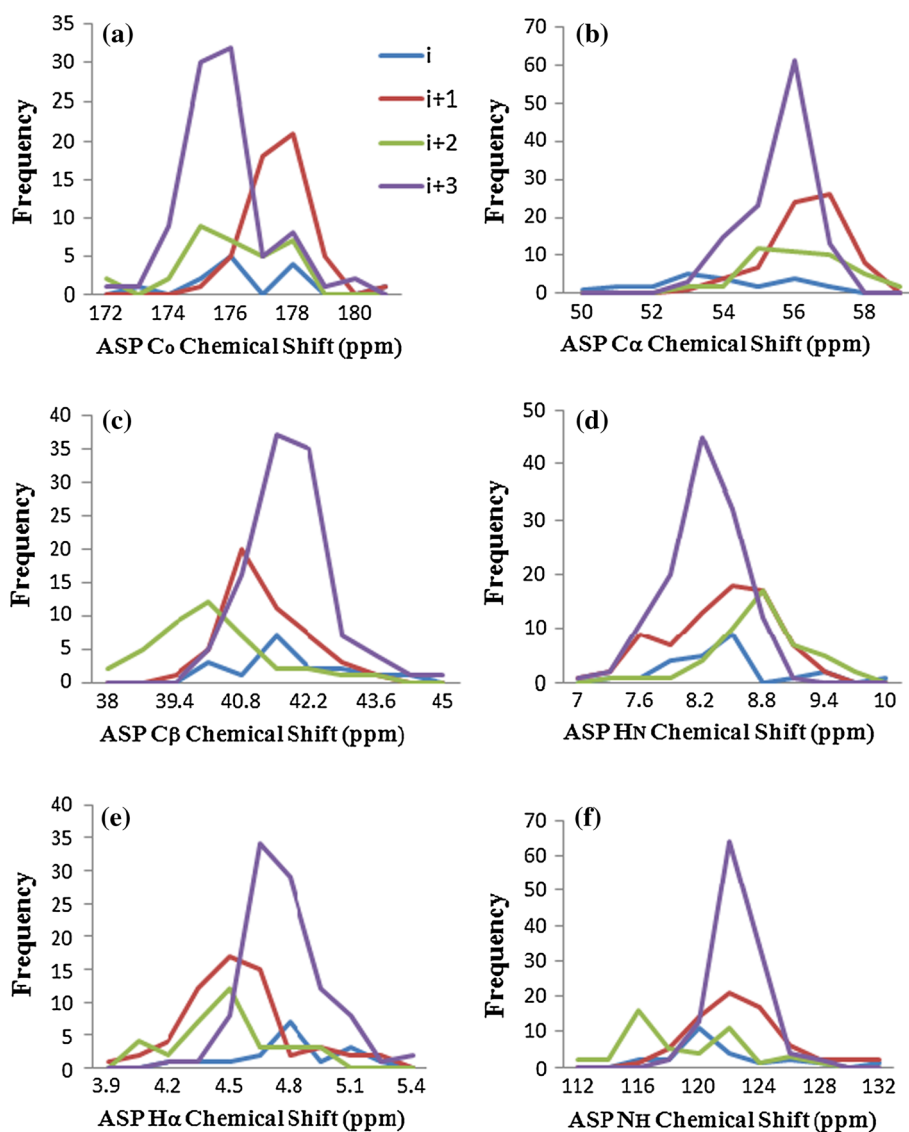 (a)
35
30
25
20
15
10
5
0
Frequency
172 174 176 178 180
ASP Co Chemical Shift (ppm)
i
i+1
i+2
i+3
(b)
70
60
50
40
30
20
10
0
Frequency
50 52 54 56 58
ASP Cα Chemical Shift (ppm)
(c)
40
35
30
25
20
15
10
5
0
Frequency
38 39.4 40.8 42.2 43.6 45
ASP Cβ Chemical Shift (ppm)
(d)
50
40
30
20
10
0
Frequency
7 7.6 8.2 8.8 9.4 10
ASP HN Chemical Shift (ppm)
(e)
40
35
30
25
20
15
10
5
0
Frequency
3.9 4.2 4.5 4.8 5.1 5.4
ASP Hα Chemical Shift (ppm)
(f)
70
60
50
40
30
20
10
0
Frequency
112 116 120 124 128 132
ASP NH Chemical Shift (ppm)